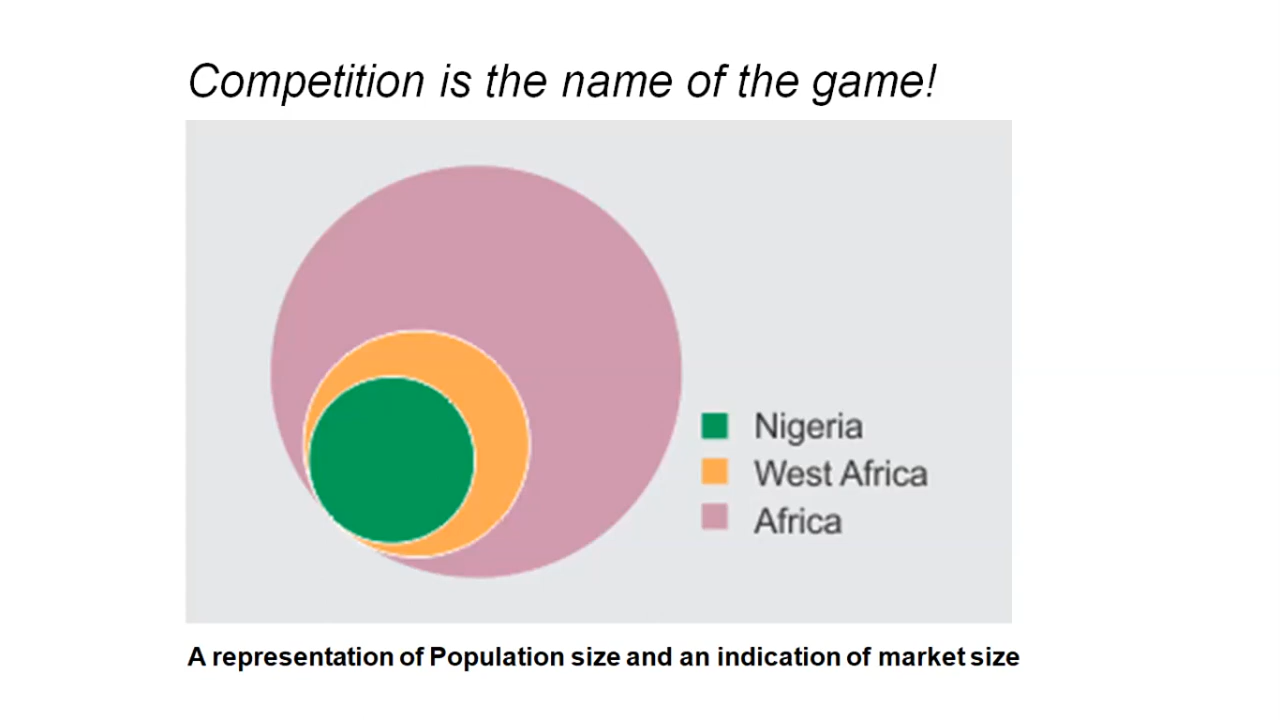 Competition is the name of the game!
Nigeria
West Africa
Africa
A representation of Population size and an indication of market size